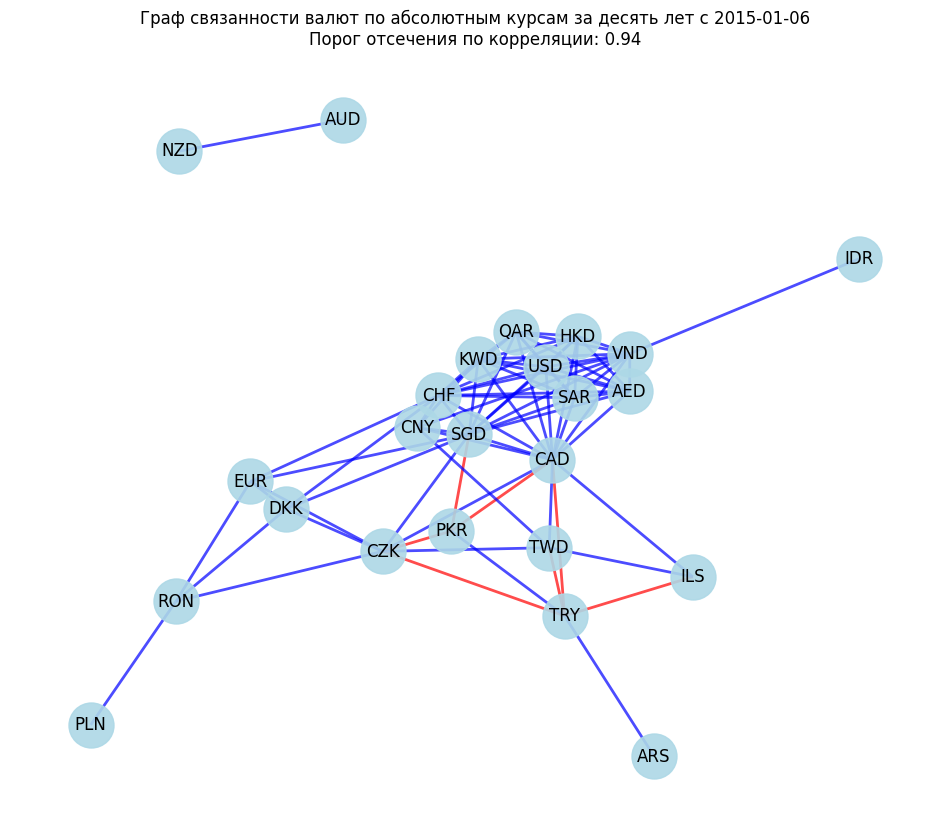 Граф связанности валют по абсолютным курсам за десять лет с 2015-01-06
Порог отсечения по корреляции: 0.94
AUD
NZD
IDR
QAR
HKD
VND
KWD
USD
AED
CHF
SAR
CNY
SGD
CAD
EUR
DKK
PKR
CZK
TWD
ILS
RON
TRY
PLN
ARS